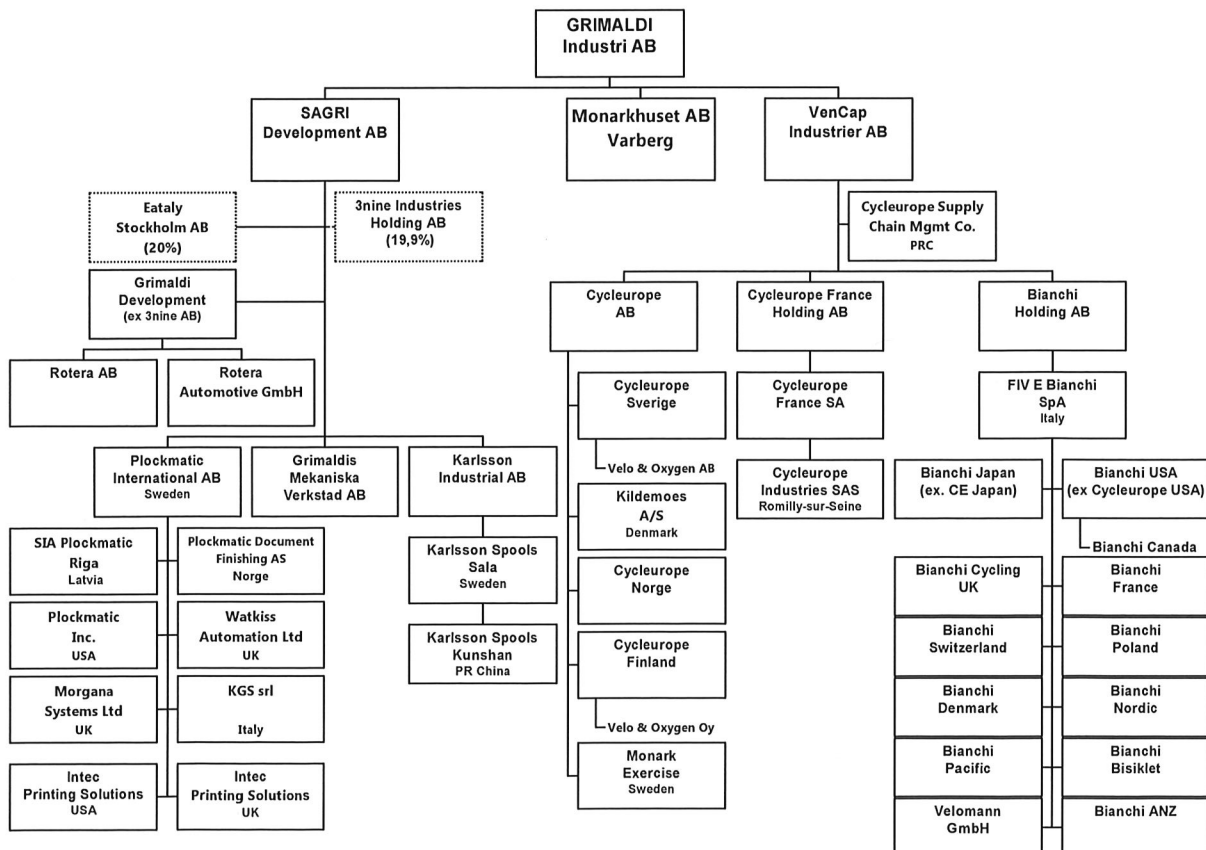 GRIMALDI
Industri AB
SAGRI
Development AB
Monarkhuset AB
Varberg
VenCap
Industrier AB
Eataly
Stockholm AB
(20%)
3nine Industries
Holding AB
(19,9%)
Cycleurope Supply
Chain Mgmt Co.
PRC
Grimaldi
Development
(ex 3nine AB)
Rotera AB
Rotera
Automotive GmbH
Cycleurope
AB
Cycleurope France
Holding AB
Bianchi
Holding AB
Cycleurope
Sverige
Velo & Oxygen AB
Cycleurope
France SA
FIV E Bianchi
SpA
Italy
Plockmatic
International AB
Sweden
Grimaldis
Mekaniska
Verkstad AB
Karlsson
Industrial AB
Kildemoes
A/S
Denmark
Cycleurope
Industries SAS
Romilly-sur-Seine
Bianchi Japan
(ex. CE Japan)
Bianchi USA
(ex Cycleurope USA)
Bianchi Canada
SIA Plockmatic
Riga
Latvia
Plockmatic Document
Finishing AS
Norge
Karlsson Spools
Sala
Sweden
Cycleurope
Norge
Bianchi Cycling
UK
Bianchi
France
Plockmatic
Inc.
USA
Watkiss
Automation Ltd
UK
Karlsson Spools
Kunshan
PR China
Cycleurope
Finland
Velo & Oxygen Oy
Bianchi
Switzerland
Bianchi
Poland
Morgana
Systems Ltd
UK
KGS srl
Italy
Bianchi
Denmark
Bianchi
Nordic
Intec
Printing Solutions
USA
Intec
Printing Solutions
UK
Monark
Exercise
Sweden
Bianchi
Pacific
Bianchi
Bisiklet
Velomann
GmbH
Bianchi ANZ